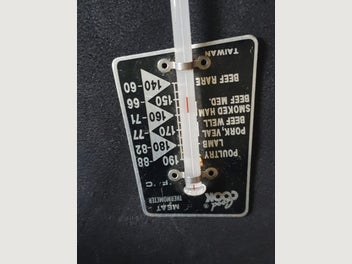 Good COOK®
MEAT
THERMOMETER
°F/°C
POULTRY 190-88
LAMB 180-82
PORK, VEAL 170-77
BEEF WELL 160-71
SMOKED HAM
BEEF MED. 150-66
BEEF RARE 140-60
TAIWAN